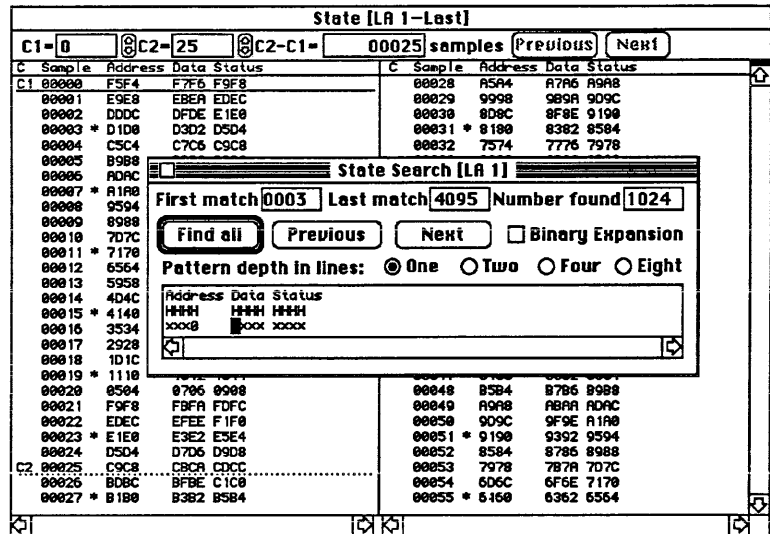 State [LA 1-Last]
C1= 0 C2= 25 C2-C1= 00025 samples Previous Next
C Sample Address Data Status
C1 00000 F5F4 F7F6 F9F8
00001 E9E8 EBEA EDEC
00002 DDDC DFDE E1E0
00003 * D1D0 D3D2 D5D4
00004 C5C4 C7C6 C9C8
00005 B9B8
00006 ADAC
00007 * A1A0
00008 9594
00009 8988
00010 7D7C
00011 * 7170
00012 6564
00013 5958
00014 4D4C
00015 * 4140
00016 3534
00017 2928
00018 1D1C
00019 * 1110
00020 0504 0706 0908
00021 F9F8 FBFA FDFC
00022 EDEC EFEE F1F0
00023 * E1E0 E3E2 E5E4
00024 D5D4 D7D6 D9D8
C2 00025 C9C8 CBCA CDCC
00026 BDBC BFBE C1C0
00027 * B1B0 B3B2 B5B4
C Sample Address Data Status
00028 A5A4 A7A6 A9A8
00029 9998 9B9A 9D9C
00030 8D8C 8F8E 9190
00031 * 8180 8382 8584
00032 7574 7776 7978
00048 B5B4 B7B6 B9B8
00049 A9A8 ABAA ADAC
00050 9D9C 9F9E A1A0
00051 * 9190 9392 9594
00052 8584 8786 8988
00053 7978 7B7A 7D7C
00054 6D6C 6F6E 7170
00055 * 6160 6362 6564
State Search [LA 1]
First match 0003 Last match 4095 Number found 1024
Find all Previous Next Binary Expansion
Pattern depth in lines: One Two Four Eight
Address Data Status
HHHH HHHH HHHH
xxx0 xxx xxxx